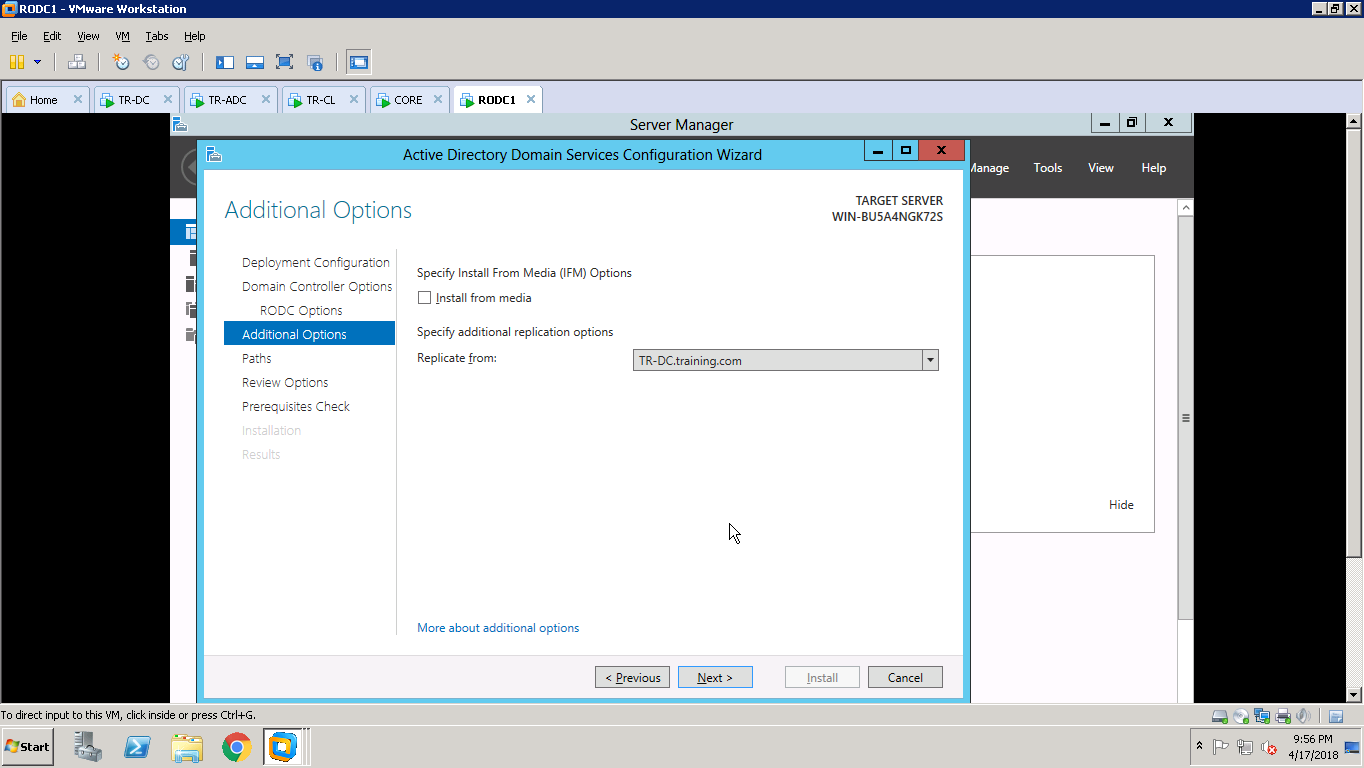 RODC1 - VMware Workstation
File Edit View VM Tabs Help
Home TR-DC TR-ADC TR-CL CORE RODC1
Server Manager
Active Directory Domain Services Configuration Wizard
Manage Tools View Help
Additional Options
TARGET SERVER
WIN-BU5A4NGK72S
Deployment Configuration
Domain Controller Options
RODC Options
Additional Options
Paths
Review Options
Prerequisites Check
Installation
Results
Specify Install From Media (IFM) Options
Install from media
Specify additional replication options
Replicate from: TR-DC.training.com
Hide
More about additional options
< Previous Next > Install Cancel
To direct input to this VM, click inside or press Ctrl+G.
Start
9:56 PM
4/17/2018